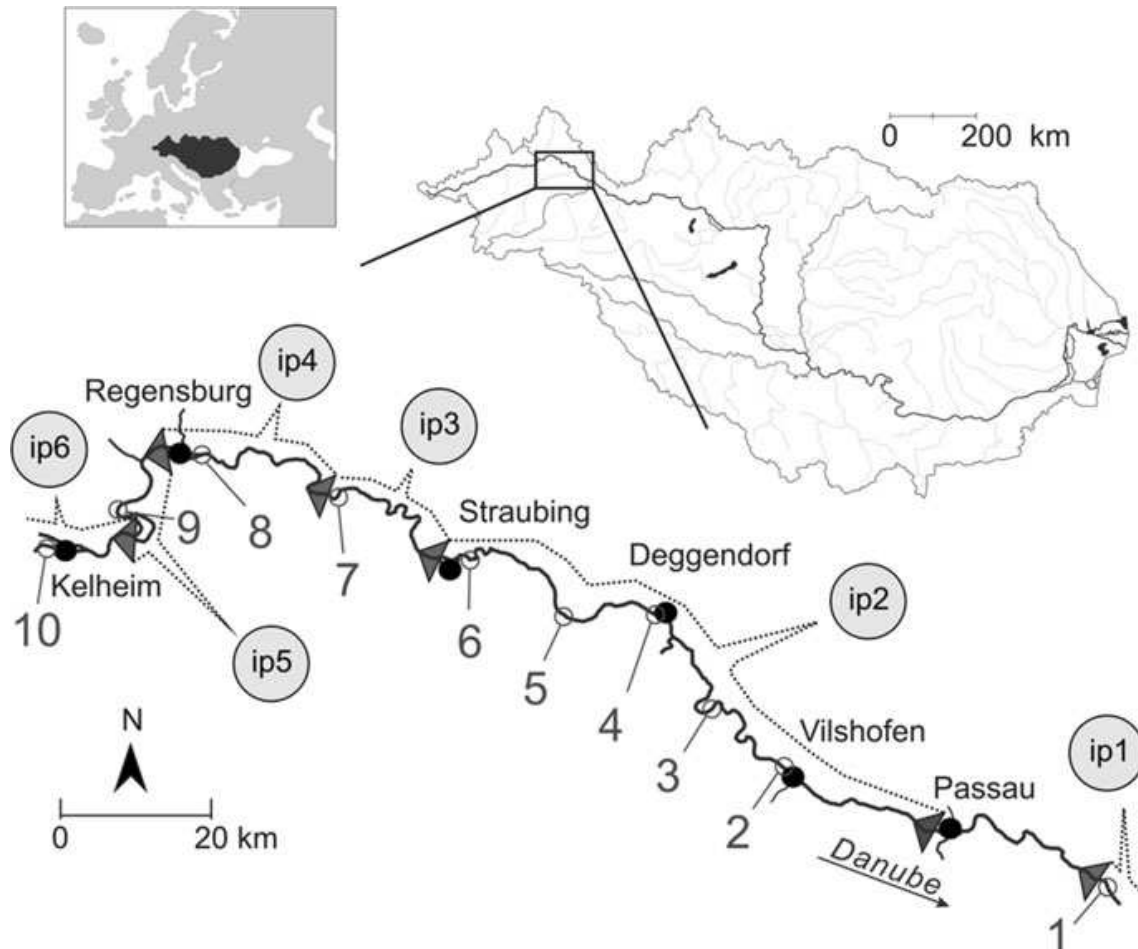 0 200 km
ip4
Regensburg
ip3
ip6
Straubing
Deggendorf
9
8
7
ip2
Kelheim
10
6
ip5
5
4
N
Vilshofen
3
ip1
Passau
0 20 km
2
Danube
1